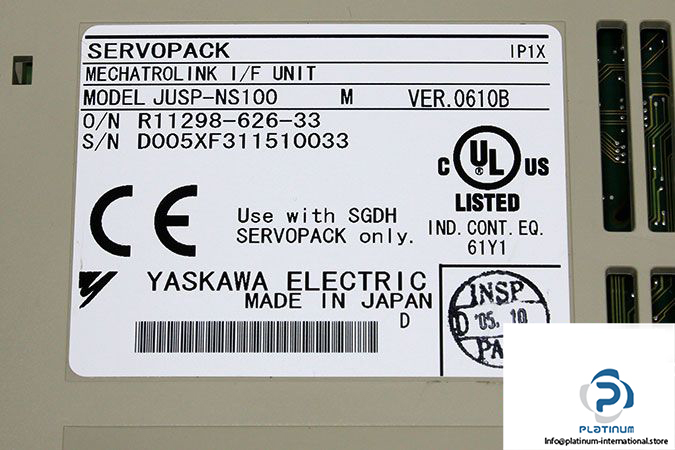 SERVOPACK IP1X
MECHATROLINK I/F UNIT
MODEL JUSP-NS100 M VER.0610B
O/N R11298-626-33
S/N D005XF311510033
C UL US
®
LISTED
IND. CONT. EQ.
61Y1
CE
Use with SGDH
SERVOPACK only.
YASKAWA ELECTRIC
MADE IN JAPAN
D
INSP
D '05. 10
PLATINUM
Info@platinum-international.store